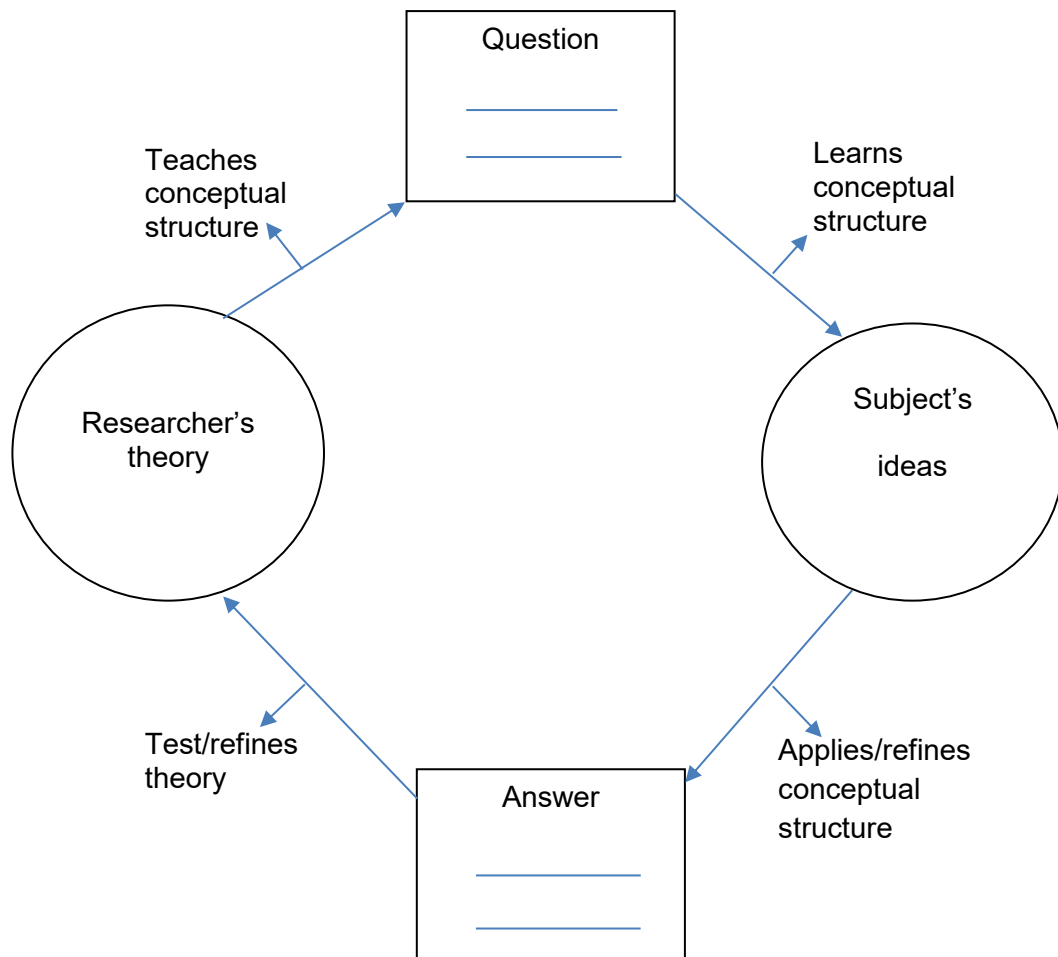 Question
Teaches
conceptual
structure
Learns
conceptual
structure
Researcher’s
theory
Subject’s
ideas
Test/refines
theory
Applies/refines
conceptual
structure
Answer